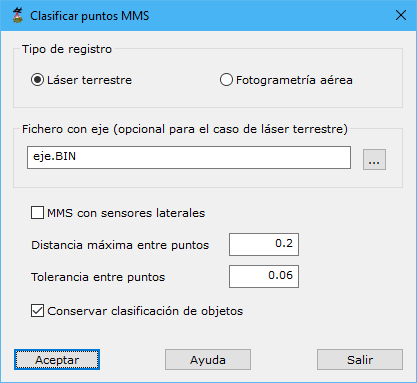 Clasificar puntos MMS
Tipo de registro
Láser terrestre
Fotogrametría aérea
Fichero con eje (opcional para el caso de láser terrestre)
eje.BIN
...
MMS con sensores laterales
Distancia máxima entre puntos
0.2
Tolerancia entre puntos
0.06
Conservar clasificación de objetos
Aceptar
Ayuda
Salir